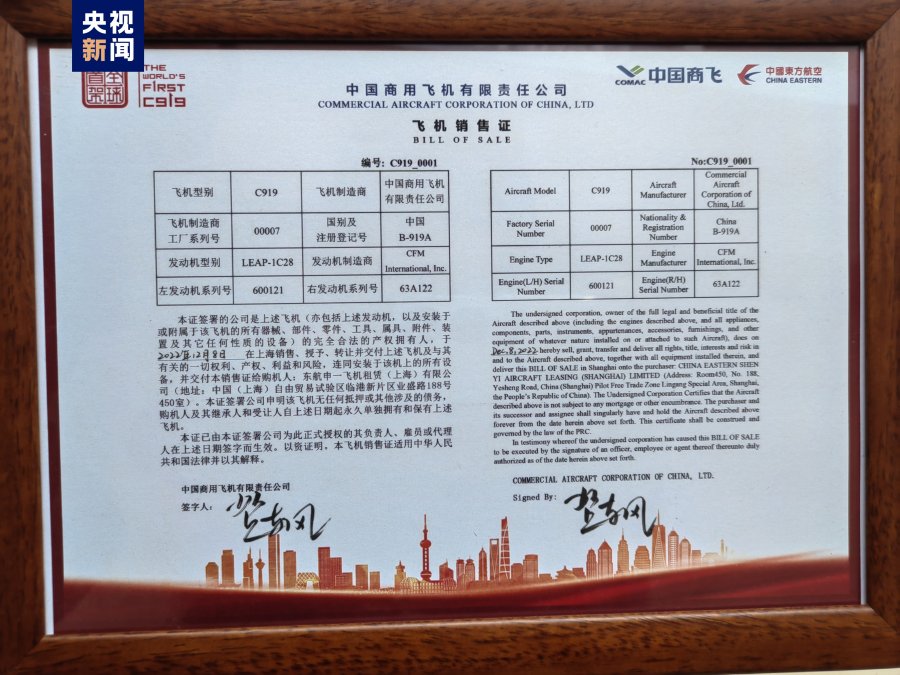 央视
新闻
全球
首架
THE
WORLD'S
FIRST
C919
COMAC 中国商飞
中國東方航空
CHINA EASTERN
中国商用飞机有限责任公司
COMMERCIAL AIRCRAFT CORPORATION OF CHINA, LTD
飞机销售证
BILL OF SALE
编号: C919_0001
飞机型别 C919 飞机制造商 中国商用飞机
有限责任公司
飞机制造商
工厂系列号 00007 国别及
注册登记号 中国
B-919A
发动机型别 LEAP-1C28 发动机制造商 CFM
International, Inc.
左发动机系列号 600121 右发动机系列号 63A122
本证签署的公司是上述飞机（亦包括上述发动机，以及安装于
或附属于该飞机的所有器械、部件、零件、工具、属具、附件、装
置及其它任何性质的设备）的完全合法的产权拥有人，于
2022年12月8日 在上海销售、授予、转让并交付上述飞机及与其
有关的一切权利、产权、利益和风险，连同安装于该机上的所有设
备，并交付本销售证给购机人：东航申一飞机租赁（上海）有限公
司（地址：中国（上海）自由贸易试验区临港新片区业盛路188号
450室）。本证签署公司申明该飞机无任何抵押或其他涉及的债务，
购机人及其继承人和受让人自上述日期起永久单独拥有和保有上述
飞机。
本证已由本证签署公司为此正式授权的其负责人、雇员或代理
人在上述日期签字而生效。以资证明。本飞机销售证适用中华人民
共和国法律并以其解释。
中国商用飞机有限责任公司
签字人：
No:C919_0001
Aircraft Model C919 Aircraft
Manufacturer Commercial
Aircraft
Corporation of
China, Ltd.
Factory Serial
Number 00007 Nationality &
Registration
Number China
B-919A
Engine Type LEAP-1C28 Engine
Manufacturer CFM
International, Inc.
Engine(L/H) Serial
Number 600121 Engine(R/H)
Serial Number 63A122
The undersigned corporation, owner of the full legal and beneficial title of the
Aircraft described above (including the engines described above, and all appliances,
components, parts, instruments, appurtenances, accessories, furnishings, and other
equipment of whatever nature installed on or attached to such Aircraft), does on
Dec,8,2022 hereby sell, grant, transfer and deliver all rights, title, interests and risk in
and to the Aircraft described above, together with all equipment installed therein, and
deliver this BILL OF SALE in Shanghai onto the purchaser: CHINA EASTERN SHEN
YI AIRCRAFT LEASING (SHANGHAI) LIMITED (Address: Room450, No. 188,
Yesheng Road, China (Shanghai) Pilot Free Trade Zone Lingang Special Area, Shanghai,
the People's Republic of China). The Undersigned Corporation Certifies that the Aircraft
described above is not subject to any mortgage or other encumbrance. The purchaser and
its successor and assignee shall singularly have and hold the Aircraft described above
forever from the date herein above set forth. This certificate shall be construed and
governed by the law of the PRC.
In testimony whereof the undersigned corporation has caused this BILL OF SALE
to be executed by the signature of an officer, employee or agent thereof thereunto duly
authorized as of the date herein above set forth.
COMMERCIAL AIRCRAFT CORPORATION OF CHINA, LTD.
Signed By: